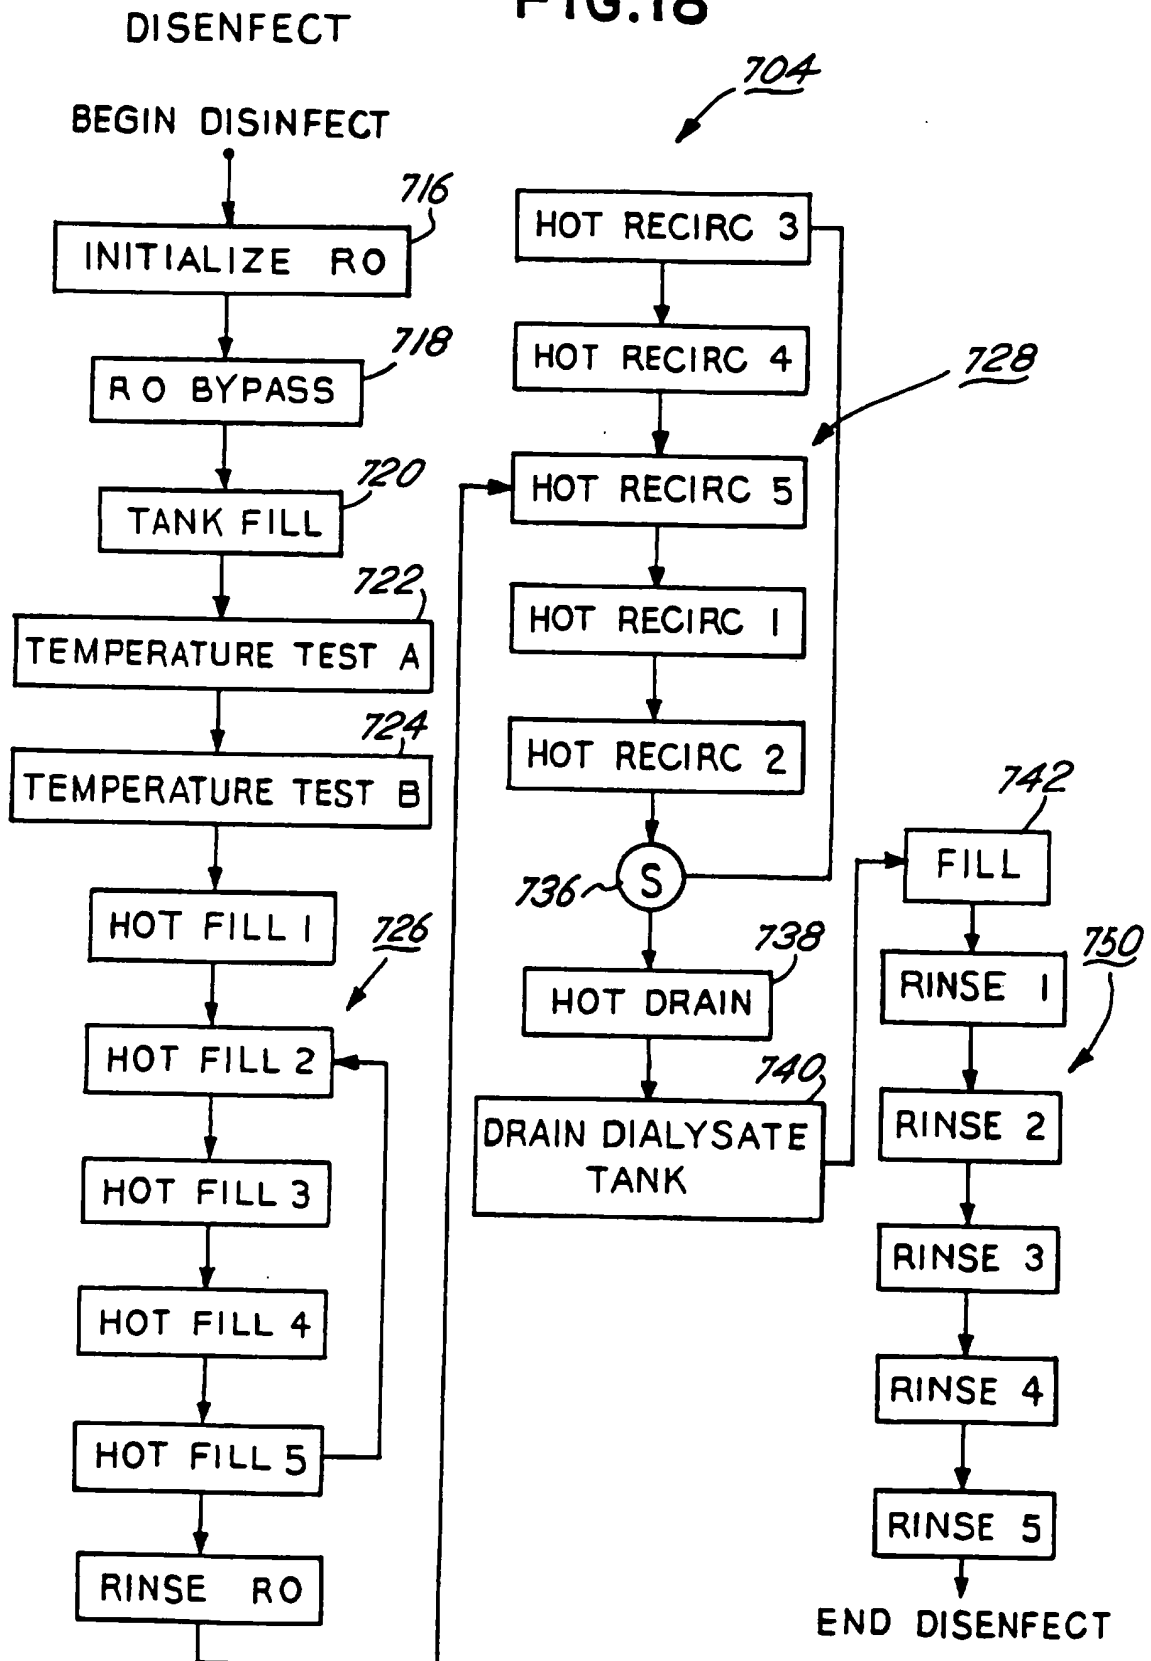 FIG.18
DISENFECT
BEGIN DISINFECT
716
INITIALIZE RO
718
RO BYPASS
720
TANK FILL
722
TEMPERATURE TEST A
724
TEMPERATURE TEST B
HOT FILL 1
726
HOT FILL 2
HOT FILL 3
HOT FILL 4
HOT FILL 5
RINSE RO
704
HOT RECIRC 3
HOT RECIRC 4
728
HOT RECIRC 5
HOT RECIRC 1
HOT RECIRC 2
736
S
738
HOT DRAIN
740
DRAIN DIALYSATE
TANK
742
FILL
750
RINSE 1
RINSE 2
RINSE 3
RINSE 4
RINSE 5
END DISENFECT